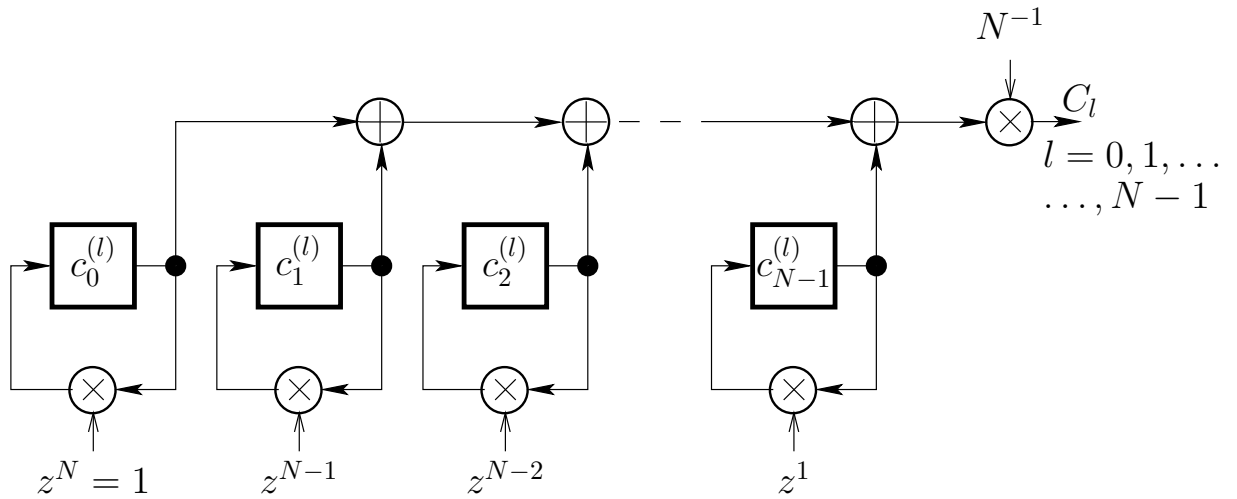 N^{-1}
C_l
l = 0, 1, …
…, N − 1
c_0^{(l)} c_1^{(l)} c_2^{(l)} c_{N-1}^{(l)}
z^N = 1 z^{N-1} z^{N-2} z^1